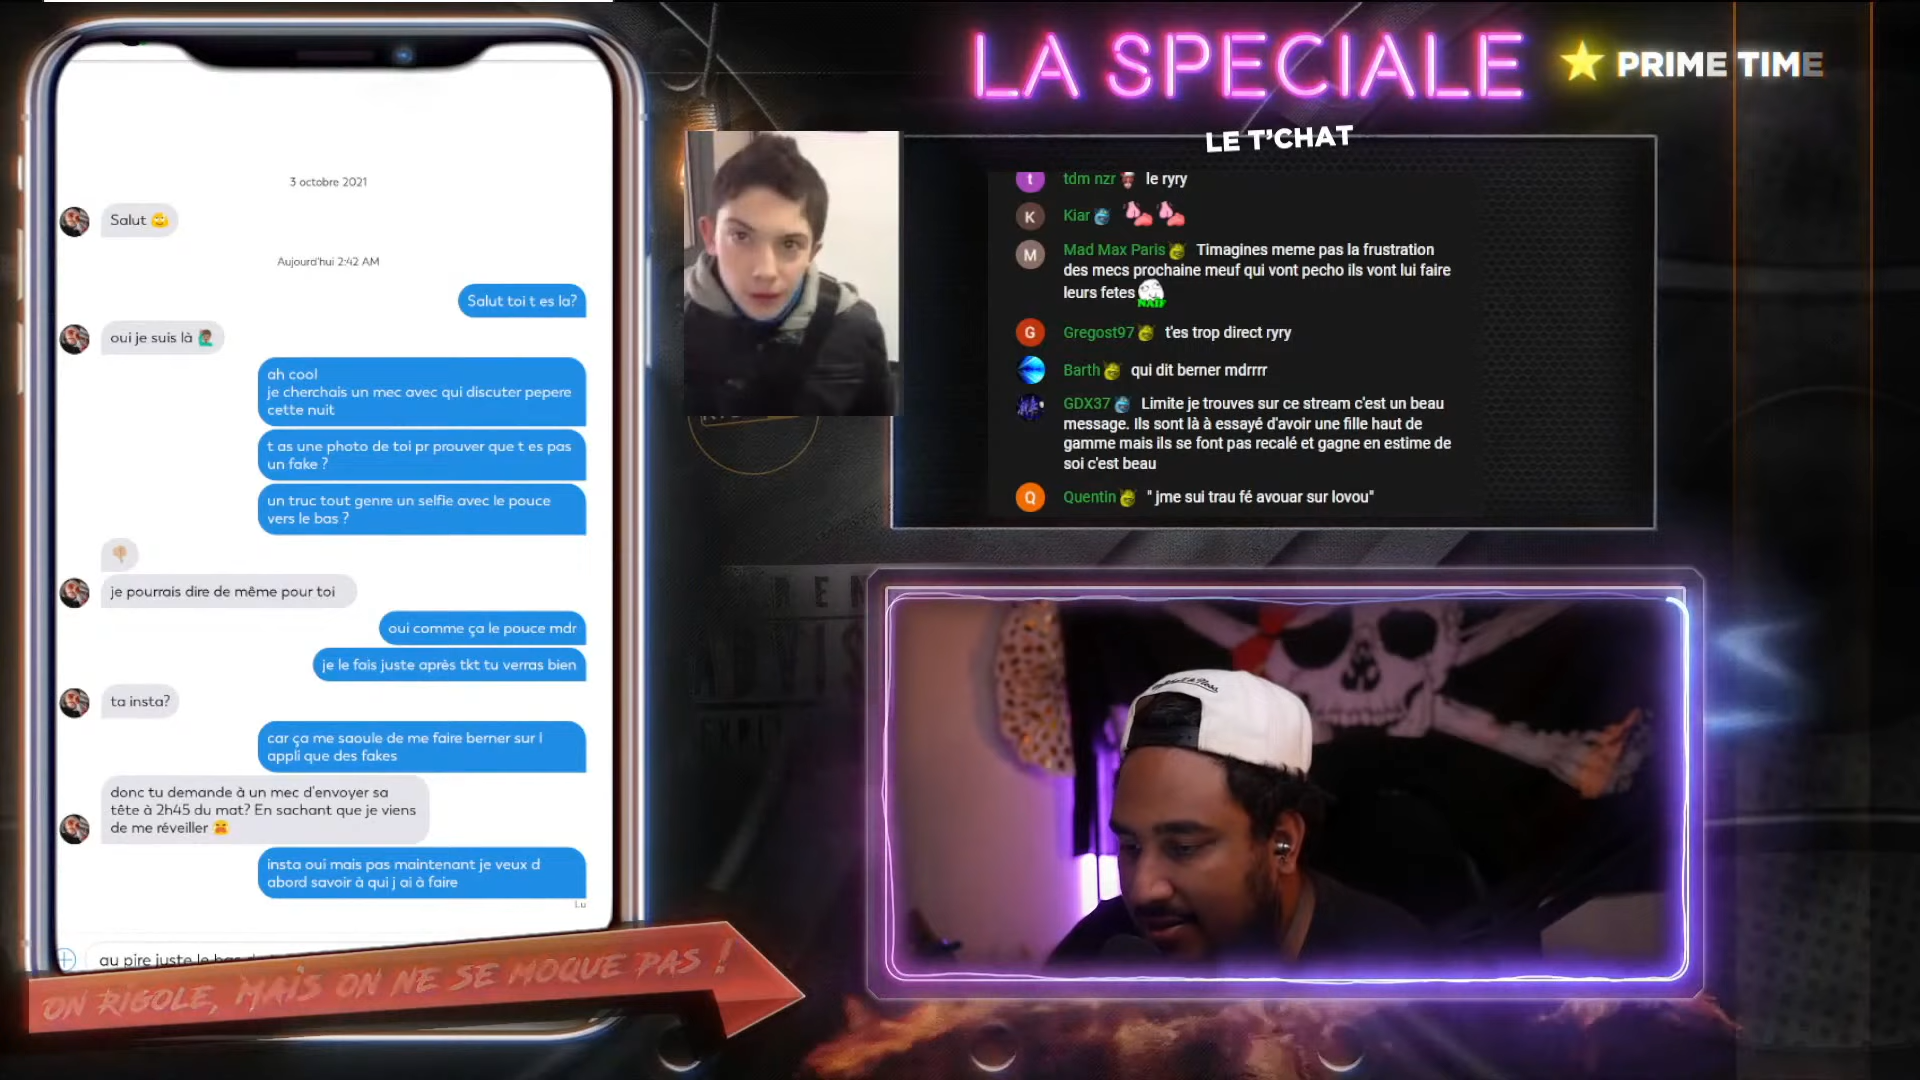 LA SPECIALE
PRIME TIME
LE T'CHAT
3 octobre 2021
Salut
Aujourd'hui 2:42 AM
Salut toi t es la?
oui je suis là
ah cool
je cherchais un mec avec qui discuter pepere
cette nuit
t as une photo de toi pr prouver que t es pas
un fake ?
un truc tout genre un selfie avec le pouce
vers le bas ?
je pourrais dire de même pour toi
oui comme ça le pouce mdr
je le fais juste après tkt tu verras bien
ta insta?
car ça me saoule de me faire berner sur l
appli que des fakes
donc tu demande à un mec d'envoyer sa
tête à 2h45 du mat? En sachant que je viens
de me réveiller
insta oui mais pas maintenant je veux d
abord savoir à qui j ai à faire
Lu
au pire juste le bas
ON RIGOLE, MAIS ON NE SE MOQUE PAS !
t
tdm nzr le ryry
K
Kiar
M
Mad Max Paris Timagines meme pas la frustration
des mecs prochaine meuf qui vont pecho ils vont lui faire
leurs fetes NAIF
G
Gregost97 t'es trop direct ryry
Barth qui dit berner mdrrrr
GDX37 Limite je trouves sur ce stream c'est un beau
message. Ils sont là à essayé d'avoir une fille haut de
gamme mais ils se font pas recalé et gagne en estime de
soi c'est beau
Q
Quentin " jme sui trau fé avouar sur lovou"